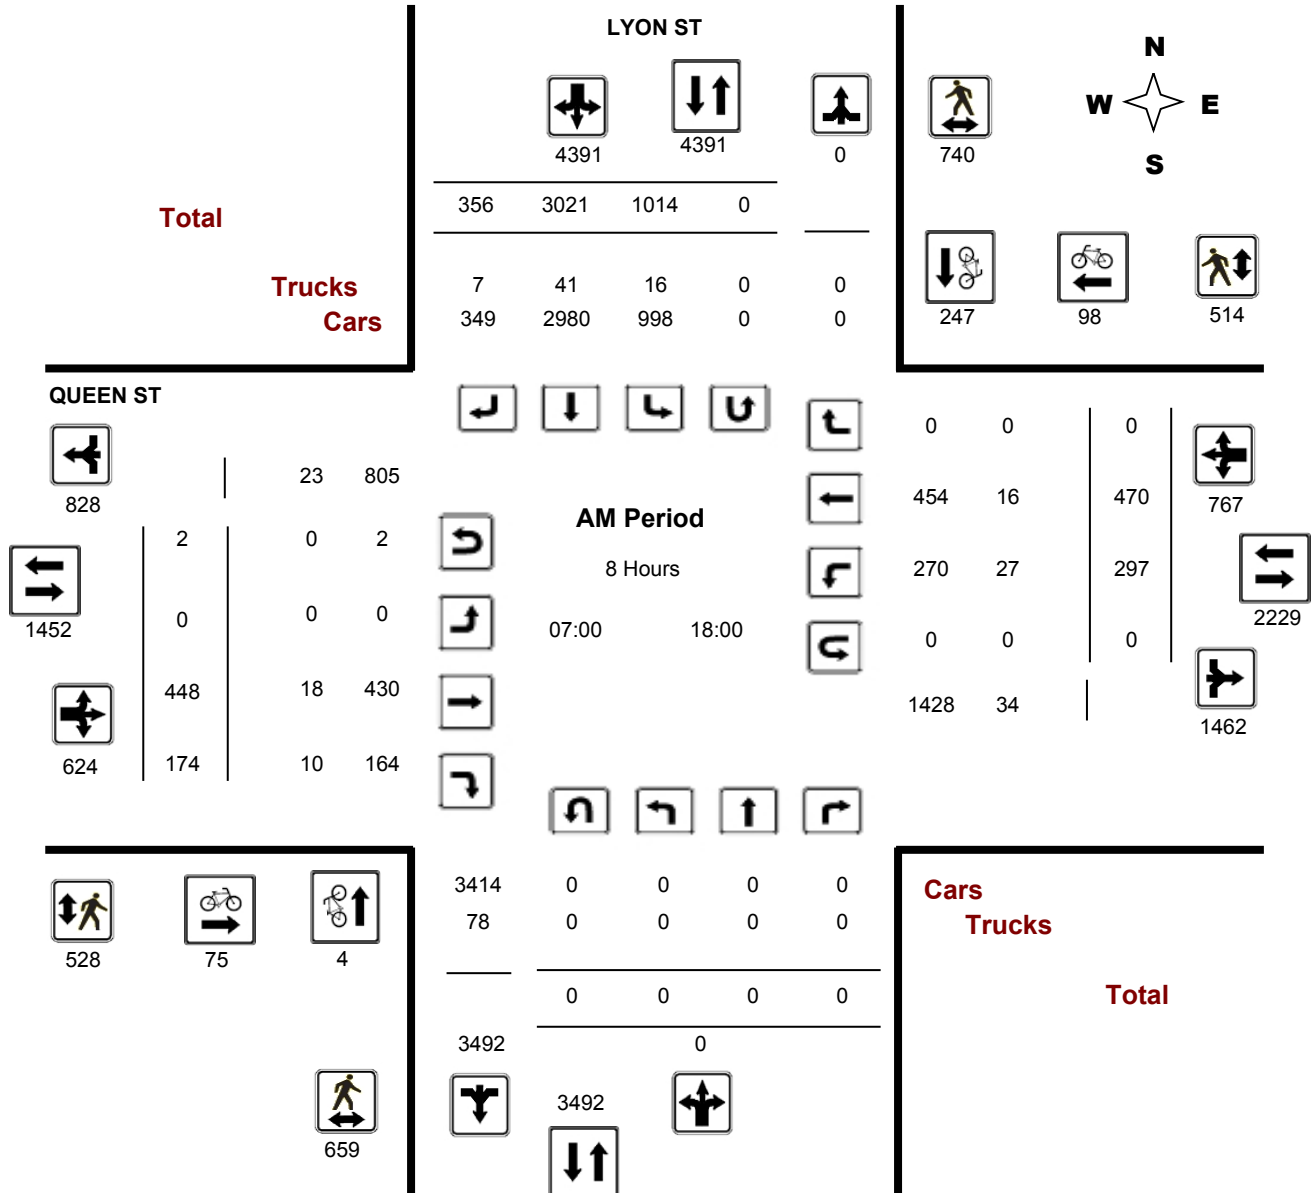 LYON ST
N
W E
S
4391 4391 0 740
356 3021 1014 0
Total
Trucks 7 41 16 0 0
Cars 349 2980 998 0 0
247 98 514
QUEEN ST
0 0 0
828 23 805
454 16 470 767
AM Period
2 0 2
8 Hours
270 27 297
1452 0 0 0
07:00 18:00
2229
0 0 0
448 18 430
1428 34 1462
624 174 10 164
3414 0 0 0 0 Cars
78 0 0 0 0 Trucks
528 75 4
0 0 0 0 Total
3492 0
3492
659